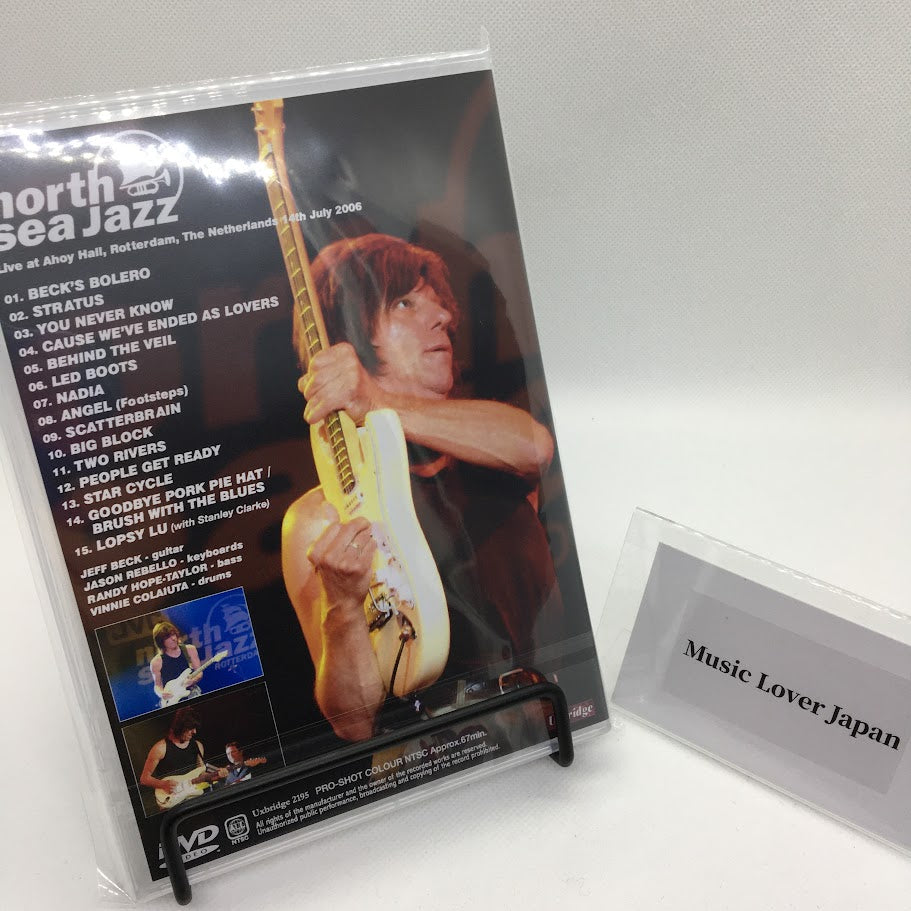 north
sea Jazz
Live at Ahoy Hall, Rotterdam, The Netherlands 14th July 2006
01. BECK'S BOLERO
02. STRATUS
03. YOU NEVER KNOW
04. CAUSE WE'VE ENDED AS LOVERS
05. BEHIND THE VEIL
06. LED BOOTS
07. NADIA
08. ANGEL (Footsteps)
09. SCATTERBRAIN
10. BIG BLOCK
11. TWO RIVERS
12. PEOPLE GET READY
13. STAR CYCLE
14. GOODBYE PORK PIE HAT /
BRUSH WITH THE BLUES
15. LOPSY LU (with Stanley Clarke)
JEFF BECK - guitar
JASON REBELLO - keyboards
RANDY HOPE-TAYLOR - bass
VINNIE COLAIUTA - drums
north
sea Jazz
ROTTERDA
Uxbridge
Uxbridge 2195 PRO-SHOT COLOUR NTSC Approx.67min.
All rights of the manufacturer and the owner of the recorded works are reserved.
Unauthorized public performance, broadcasting and copying of the record prohibited.
DVD
VIDEO
ALL
NTSC
Music Lover Japan